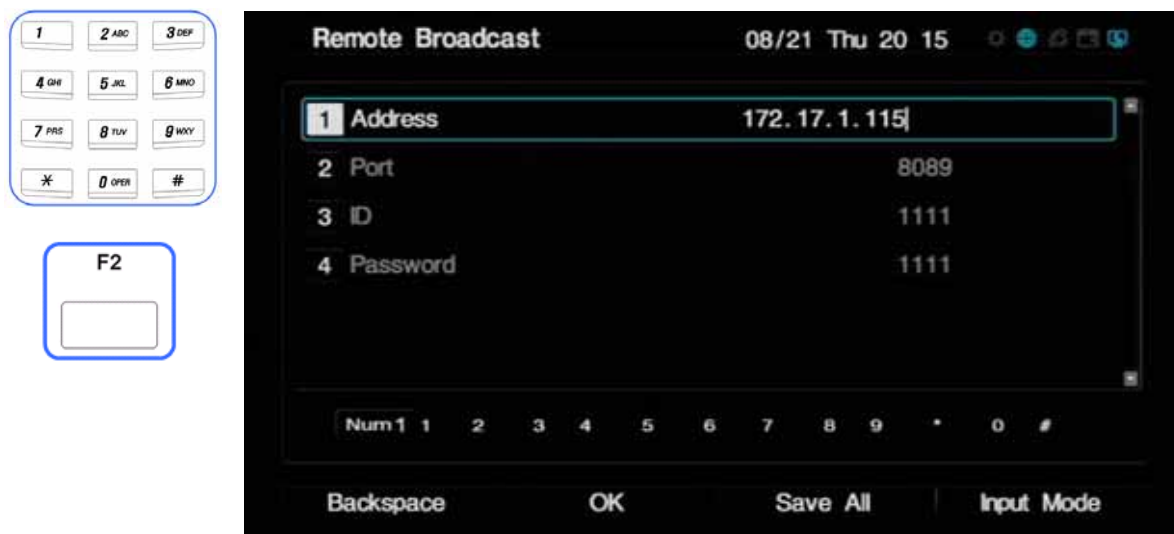 1 2 ABC 3 DEF
4 GHI 5 JKL 6 MNO
7 PRS 8 TUV 9 WXY
* 0 OPER #
F2
Remote Broadcast 08/21 Thu 20 15
1 Address 172.17.1.115
2 Port 8089
3 ID 1111
4 Password 1111
Num1 1 2 3 4 5 6 7 8 9 * 0 #
Backspace OK Save All Input Mode